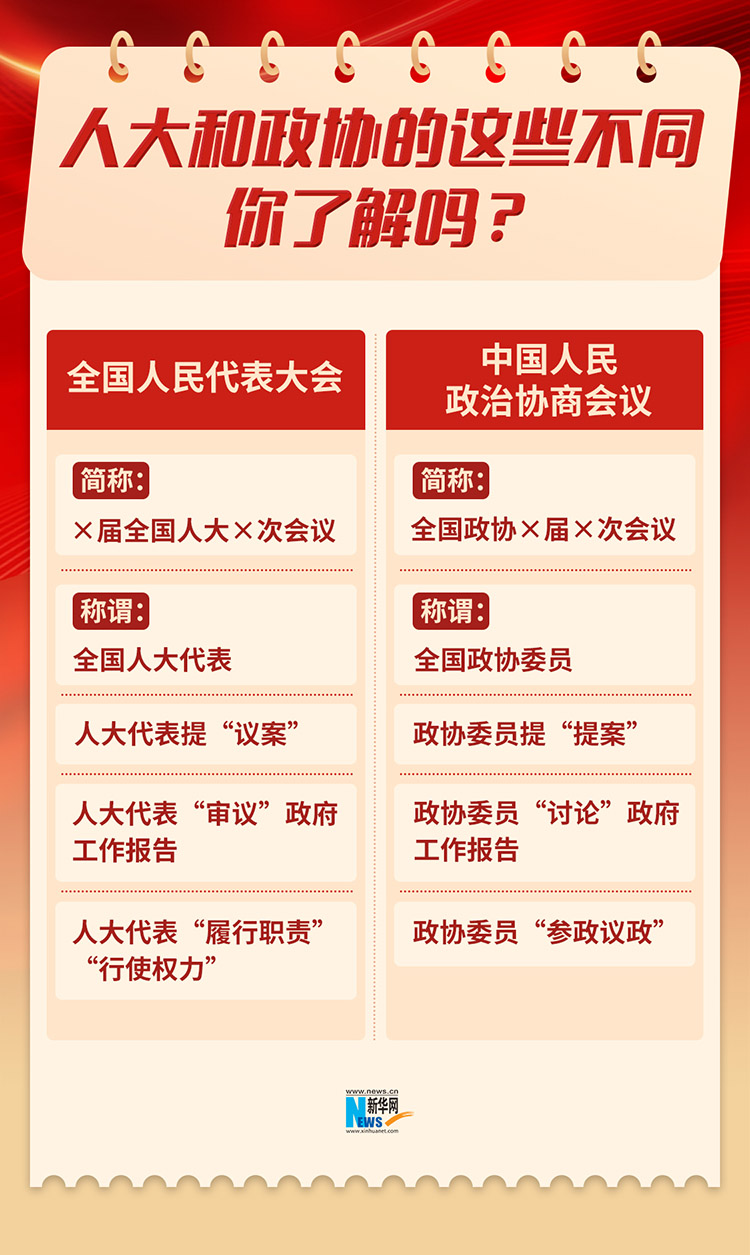 人大和政协的这些不同
你了解吗？
全国人民代表大会
简称：
×届全国人大×次会议
称谓：
全国人大代表
人大代表提“议案”
人大代表“审议”政府
工作报告
人大代表“履行职责”
“行使权力”
中国人民
政治协商会议
简称：
全国政协×届×次会议
称谓：
全国政协委员
政协委员提“提案”
政协委员“讨论”政府
工作报告
政协委员“参政议政”
www.news.cn
新华网
NEWS
www.xinhuanet.com